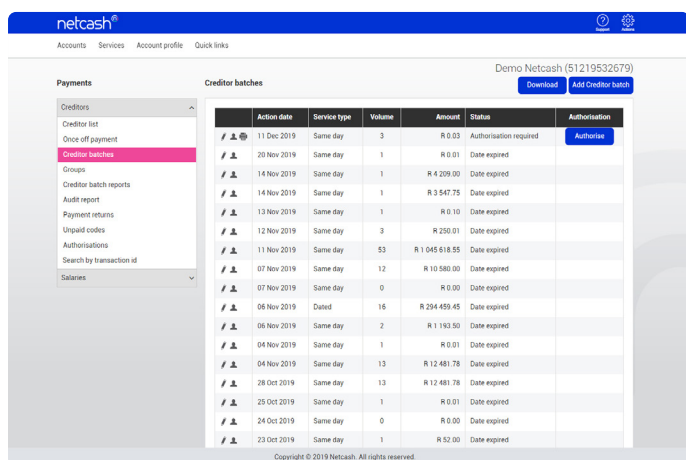 netcash®
Support
Actions
Accounts Services Account profile Quick links
Demo Netcash (51219532679)
Payments
Creditor batches
Download
Add Creditor batch
Creditors
Creditor list
Once off payment
Creditor batches
Groups
Creditor batch reports
Audit report
Payment returns
Unpaid codes
Authorisations
Search by transaction id
Salaries
Action date Service type Volume Amount Status Authorisation
11 Dec 2019 Same day 3 R 0.03 Authorisation required Authorise
20 Nov 2019 Same day 1 R 0.01 Date expired
14 Nov 2019 Same day 1 R 4 209.00 Date expired
14 Nov 2019 Same day 1 R 3 547.75 Date expired
13 Nov 2019 Same day 1 R 0.10 Date expired
12 Nov 2019 Same day 3 R 250.01 Date expired
11 Nov 2019 Same day 53 R 1 045 618.55 Date expired
07 Nov 2019 Same day 12 R 10 580.00 Date expired
07 Nov 2019 Same day 0 R 0.00 Date expired
06 Nov 2019 Dated 16 R 294 459.45 Date expired
06 Nov 2019 Same day 2 R 1 193.50 Date expired
04 Nov 2019 Same day 1 R 0.01 Date expired
04 Nov 2019 Same day 13 R 12 481.78 Date expired
28 Oct 2019 Same day 13 R 12 481.78 Date expired
25 Oct 2019 Same day 1 R 0.01 Date expired
24 Oct 2019 Same day 0 R 0.00 Date expired
23 Oct 2019 Same day 1 R 52.00 Date expired
Copyright © 2019 Netcash. All rights reserved.